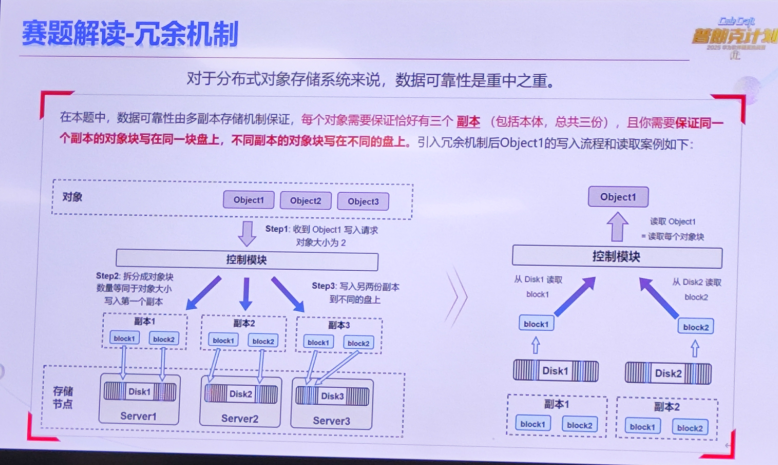 赛题解读-冗余机制
Code Craft
普朗克计划
对于分布式对象存储系统来说，数据可靠性是重中之重。
在本题中，数据可靠性由多副本存储机制保证，每个对象需要保证恰好有三个 副本 （包括本体，总共三份），且你需要保证同一
个副本的对象块写在同一块盘上，不同副本的对象块写在不同的盘上。引入冗余机制后Object1的写入流程和读取案例如下：
对象
Object1
Object2
Object3
Step1: 收到 Object1 写入请求
对象大小为 2
控制模块
Step2: 拆分成对象块
数量等同于对象大小
写入第一个副本
Step3: 写入另两份副本
到不同的盘上
副本1
block1
block2
副本2
block1
block2
副本3
block1
block2
存储
节点
Disk1
Server1
Disk2
Server2
Disk3
Server3
Object1
读取 Object1
= 读取每个对象块
控制模块
从 Disk1 读取
block1
从 Disk2 读取
block2
block1
block2
Disk1
Disk2
副本1
block1
block2
副本2
block1
block2